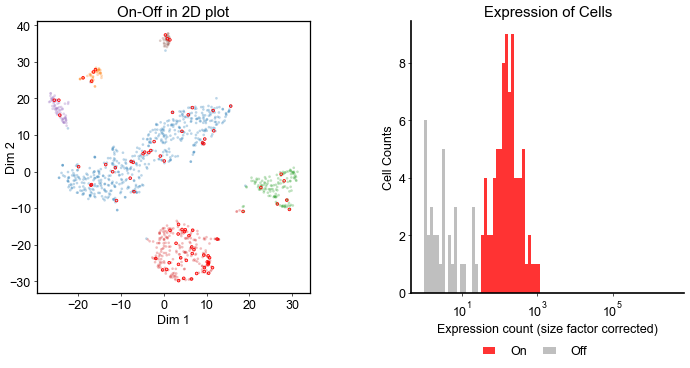 On-Off in 2D plot
40
30
20
10
0
−10
−20
−30
Dim 2
−20 −10 0 10 20 30
Dim 1
Expression of Cells
8
6
4
2
0
Cell Counts
10^1 10^3 10^5
Expression count (size factor corrected)
On Off